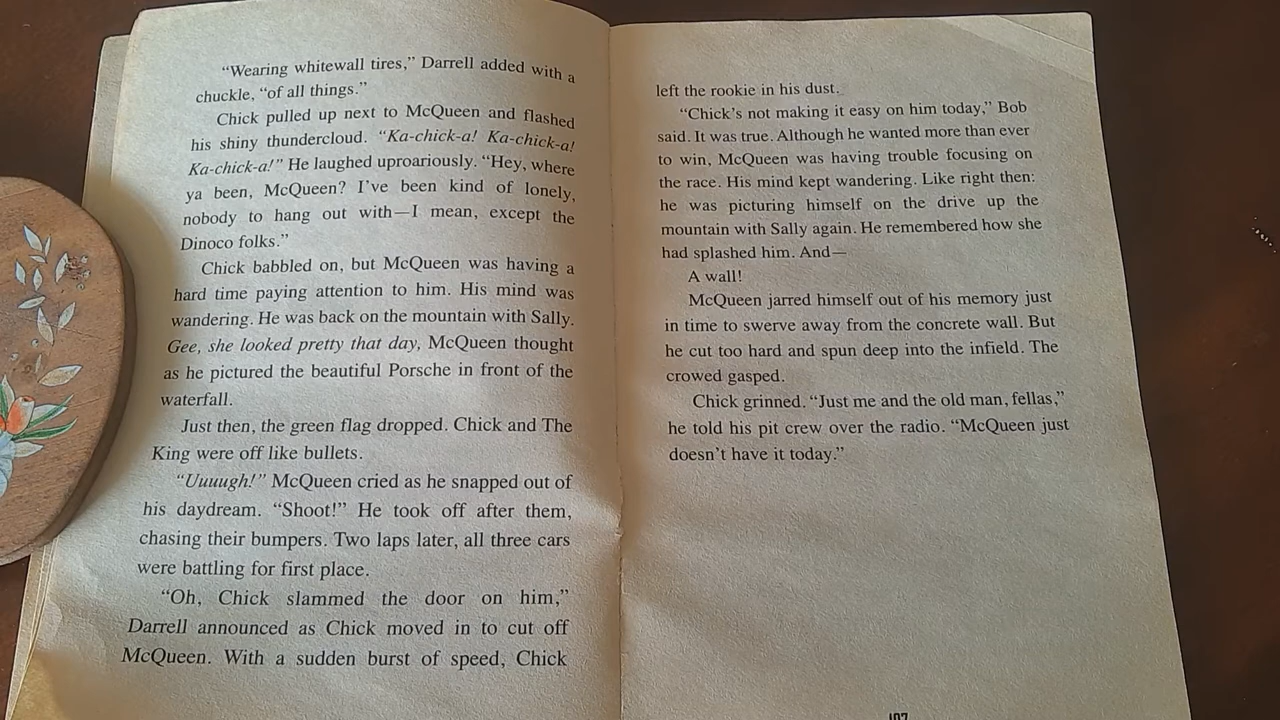 “Wearing whitewall tires,” Darrell added with a
chuckle, “of all things.”
Chick pulled up next to McQueen and flashed
his shiny thundercloud. “Ka-chick-a! Ka-chick-a!
Ka-chick-a!” He laughed uproariously. “Hey, where
ya been, McQueen? I’ve been kind of lonely,
nobody to hang out with—I mean, except the
Dinoco folks.”
Chick babbled on, but McQueen was having a
hard time paying attention to him. His mind was
wandering. He was back on the mountain with Sally.
Gee, she looked pretty that day, McQueen thought
as he pictured the beautiful Porsche in front of the
waterfall.
Just then, the green flag dropped. Chick and The
King were off like bullets.
“Uuuugh!” McQueen cried as he snapped out of
his daydream. “Shoot!” He took off after them,
chasing their bumpers. Two laps later, all three cars
were battling for first place.
“Oh, Chick slammed the door on him,”
Darrell announced as Chick moved in to cut off
McQueen. With a sudden burst of speed, Chick
left the rookie in his dust.
“Chick’s not making it easy on him today,” Bob
said. It was true. Although he wanted more than ever
to win, McQueen was having trouble focusing on
the race. His mind kept wandering. Like right then:
he was picturing himself on the drive up the
mountain with Sally again. He remembered how she
had splashed him. And—
A wall!
McQueen jarred himself out of his memory just
in time to swerve away from the concrete wall. But
he cut too hard and spun deep into the infield. The
crowed gasped.
Chick grinned. “Just me and the old man, fellas,”
he told his pit crew over the radio. “McQueen just
doesn’t have it today.”